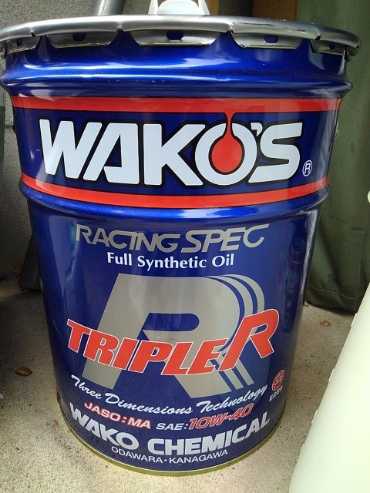 WAKO'S ®
RACING SPEC
Full Synthetic Oil
R
TRIPLE R
Three Dimensions Technology
JASO:MA SAE:10W-40
WAKO CHEMICAL
ODAWARA-KANAGAWA